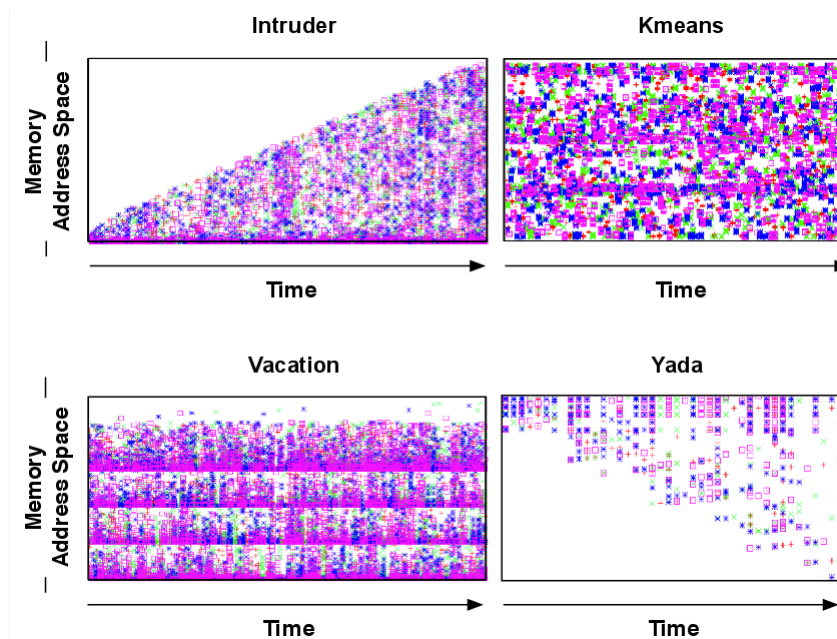 Intruder
Kmeans
Memory
Address Space
Time
Time
Vacation
Yada
Memory
Address Space
Time
Time